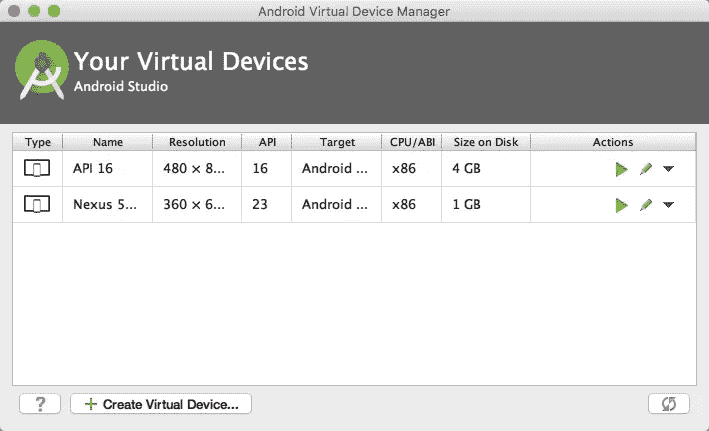 Android Virtual Device Manager
Your Virtual Devices
Android Studio
Type Name Resolution API Target CPU/ABI Size on Disk Actions
API 16 480 × 8... 16 Android ... x86 4 GB
Nexus 5... 360 × 6... 23 Android ... x86 1 GB
? + Create Virtual Device...